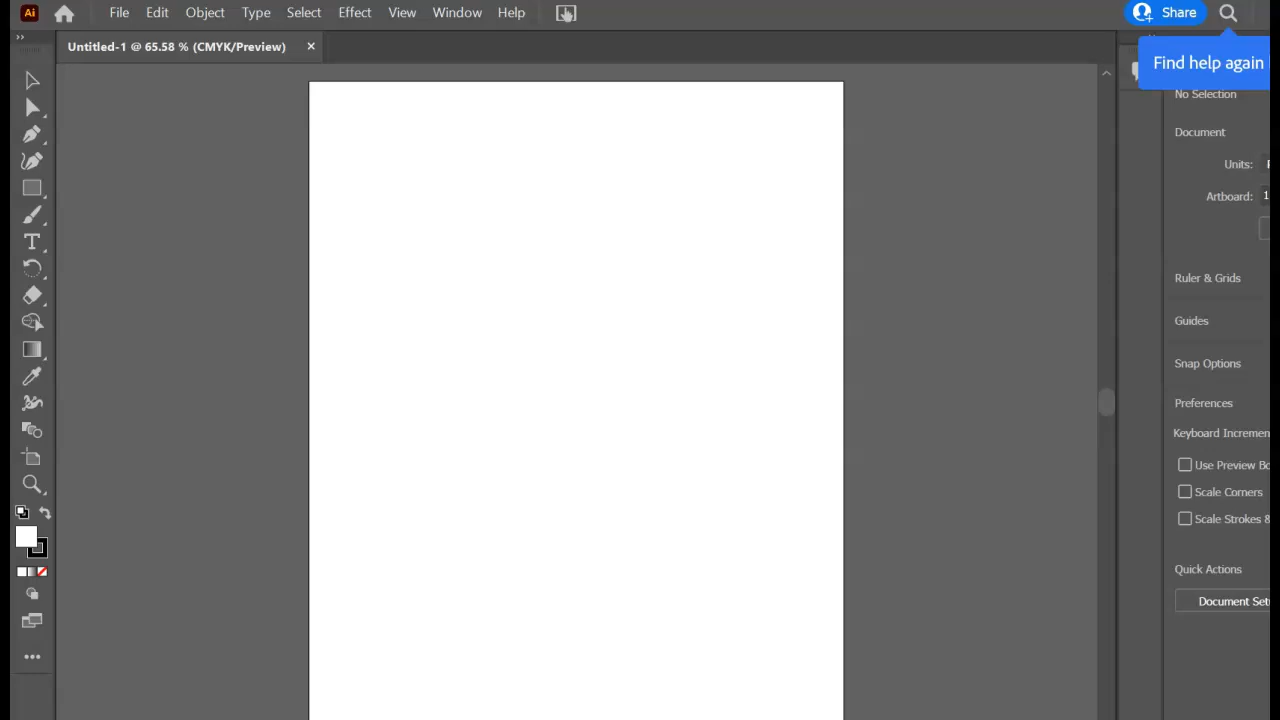 Ai File Edit Object Type Select Effect View Window Help Share
Untitled-1 @ 65.58 % (CMYK/Preview)
Find help again
No Selection
Document
Units:
Artboard: 1
Ruler & Grids
Guides
Snap Options
Preferences
Keyboard Incremen
Use Preview Bo
Scale Corners
Scale Strokes &
Quick Actions
Document Set